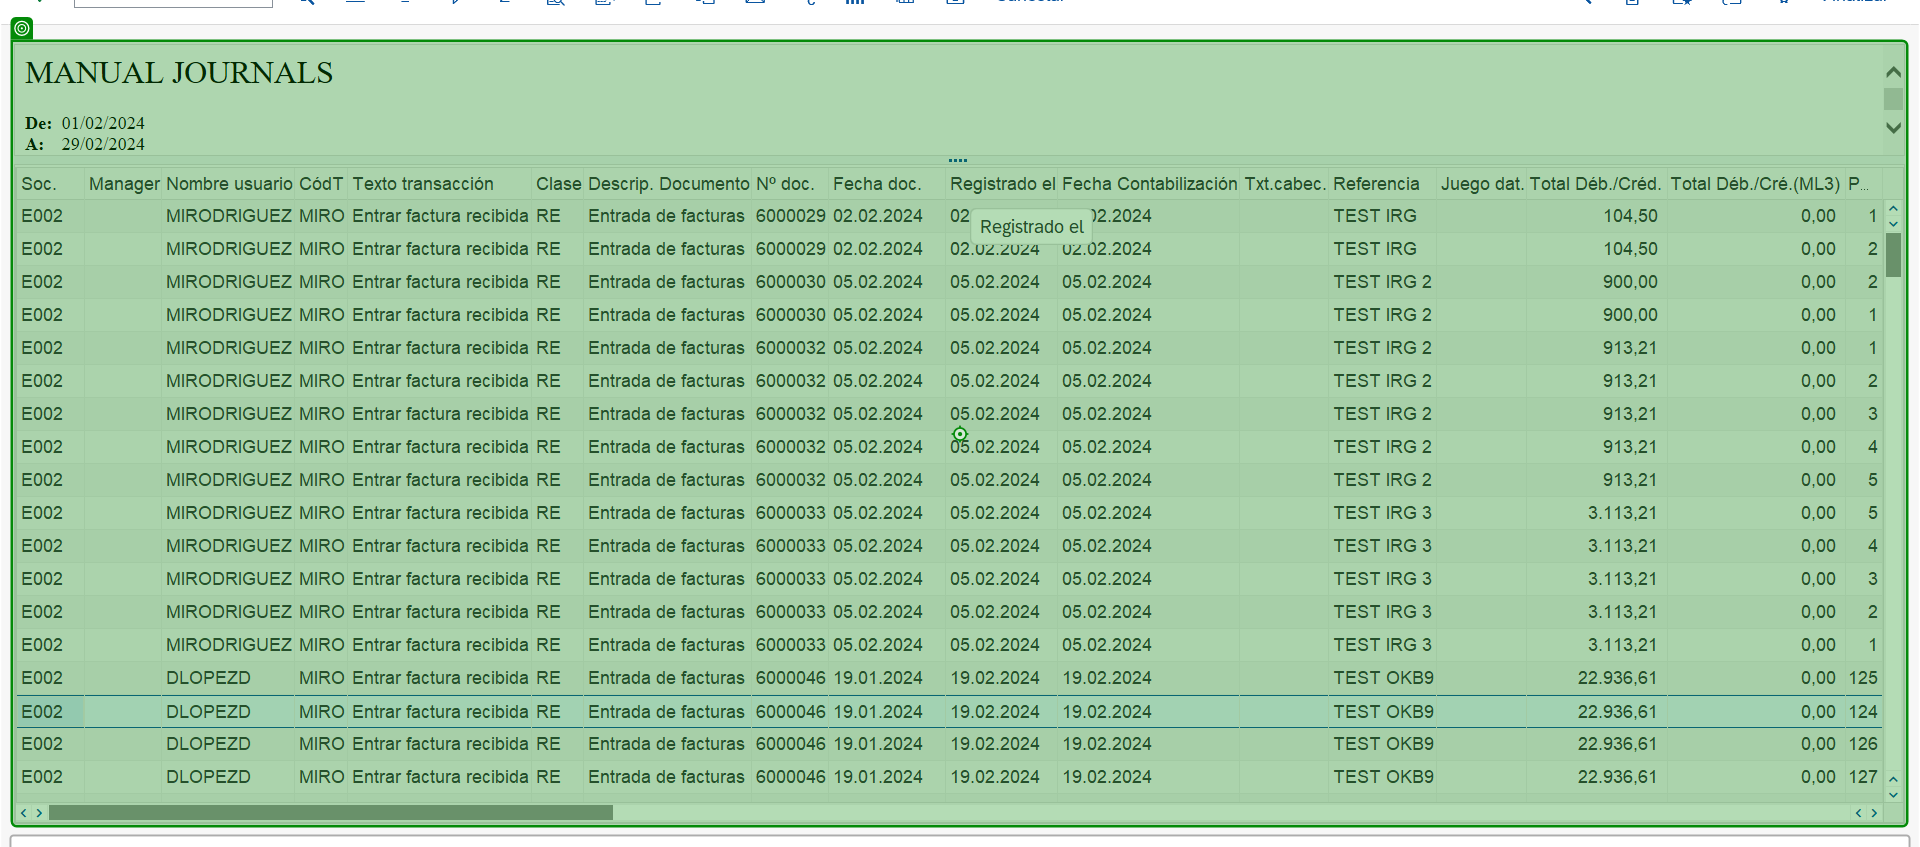 MANUAL JOURNALS
De: 01/02/2024
A: 29/02/2024
Soc. Manager Nombre usuario CódT Texto transacción Clase Descrip. Documento Nº doc. Fecha doc. Registrado el Fecha Contabilización Txt.cabec. Referencia Juego dat. Total Déb./Créd. Total Déb./Cré.(ML3) P...
E002 MIRODRIGUEZ MIRO Entrar factura recibida RE Entrada de facturas 6000029 02.02.2024 02 2.2024 TEST IRG 104,50 0,00 1
Registrado el
E002 MIRODRIGUEZ MIRO Entrar factura recibida RE Entrada de facturas 6000029 02.02.2024 02.02.2024 02.02.2024 TEST IRG 104,50 0,00 2
E002 MIRODRIGUEZ MIRO Entrar factura recibida RE Entrada de facturas 6000030 05.02.2024 05.02.2024 05.02.2024 TEST IRG 2 900,00 0,00 2
E002 MIRODRIGUEZ MIRO Entrar factura recibida RE Entrada de facturas 6000030 05.02.2024 05.02.2024 05.02.2024 TEST IRG 2 900,00 0,00 1
E002 MIRODRIGUEZ MIRO Entrar factura recibida RE Entrada de facturas 6000032 05.02.2024 05.02.2024 05.02.2024 TEST IRG 2 913,21 0,00 1
E002 MIRODRIGUEZ MIRO Entrar factura recibida RE Entrada de facturas 6000032 05.02.2024 05.02.2024 05.02.2024 TEST IRG 2 913,21 0,00 2
E002 MIRODRIGUEZ MIRO Entrar factura recibida RE Entrada de facturas 6000032 05.02.2024 05.02.2024 05.02.2024 TEST IRG 2 913,21 0,00 3
E002 MIRODRIGUEZ MIRO Entrar factura recibida RE Entrada de facturas 6000032 05.02.2024 05.02.2024 05.02.2024 TEST IRG 2 913,21 0,00 4
E002 MIRODRIGUEZ MIRO Entrar factura recibida RE Entrada de facturas 6000032 05.02.2024 05.02.2024 05.02.2024 TEST IRG 2 913,21 0,00 5
E002 MIRODRIGUEZ MIRO Entrar factura recibida RE Entrada de facturas 6000033 05.02.2024 05.02.2024 05.02.2024 TEST IRG 3 3.113,21 0,00 5
E002 MIRODRIGUEZ MIRO Entrar factura recibida RE Entrada de facturas 6000033 05.02.2024 05.02.2024 05.02.2024 TEST IRG 3 3.113,21 0,00 4
E002 MIRODRIGUEZ MIRO Entrar factura recibida RE Entrada de facturas 6000033 05.02.2024 05.02.2024 05.02.2024 TEST IRG 3 3.113,21 0,00 3
E002 MIRODRIGUEZ MIRO Entrar factura recibida RE Entrada de facturas 6000033 05.02.2024 05.02.2024 05.02.2024 TEST IRG 3 3.113,21 0,00 2
E002 MIRODRIGUEZ MIRO Entrar factura recibida RE Entrada de facturas 6000033 05.02.2024 05.02.2024 05.02.2024 TEST IRG 3 3.113,21 0,00 1
E002 DLOPEZD MIRO Entrar factura recibida RE Entrada de facturas 6000046 19.01.2024 19.02.2024 19.02.2024 TEST OKB9 22.936,61 0,00 125
E002 DLOPEZD MIRO Entrar factura recibida RE Entrada de facturas 6000046 19.01.2024 19.02.2024 19.02.2024 TEST OKB9 22.936,61 0,00 124
E002 DLOPEZD MIRO Entrar factura recibida RE Entrada de facturas 6000046 19.01.2024 19.02.2024 19.02.2024 TEST OKB9 22.936,61 0,00 126
E002 DLOPEZD MIRO Entrar factura recibida RE Entrada de facturas 6000046 19.01.2024 19.02.2024 19.02.2024 TEST OKB9 22.936,61 0,00 127